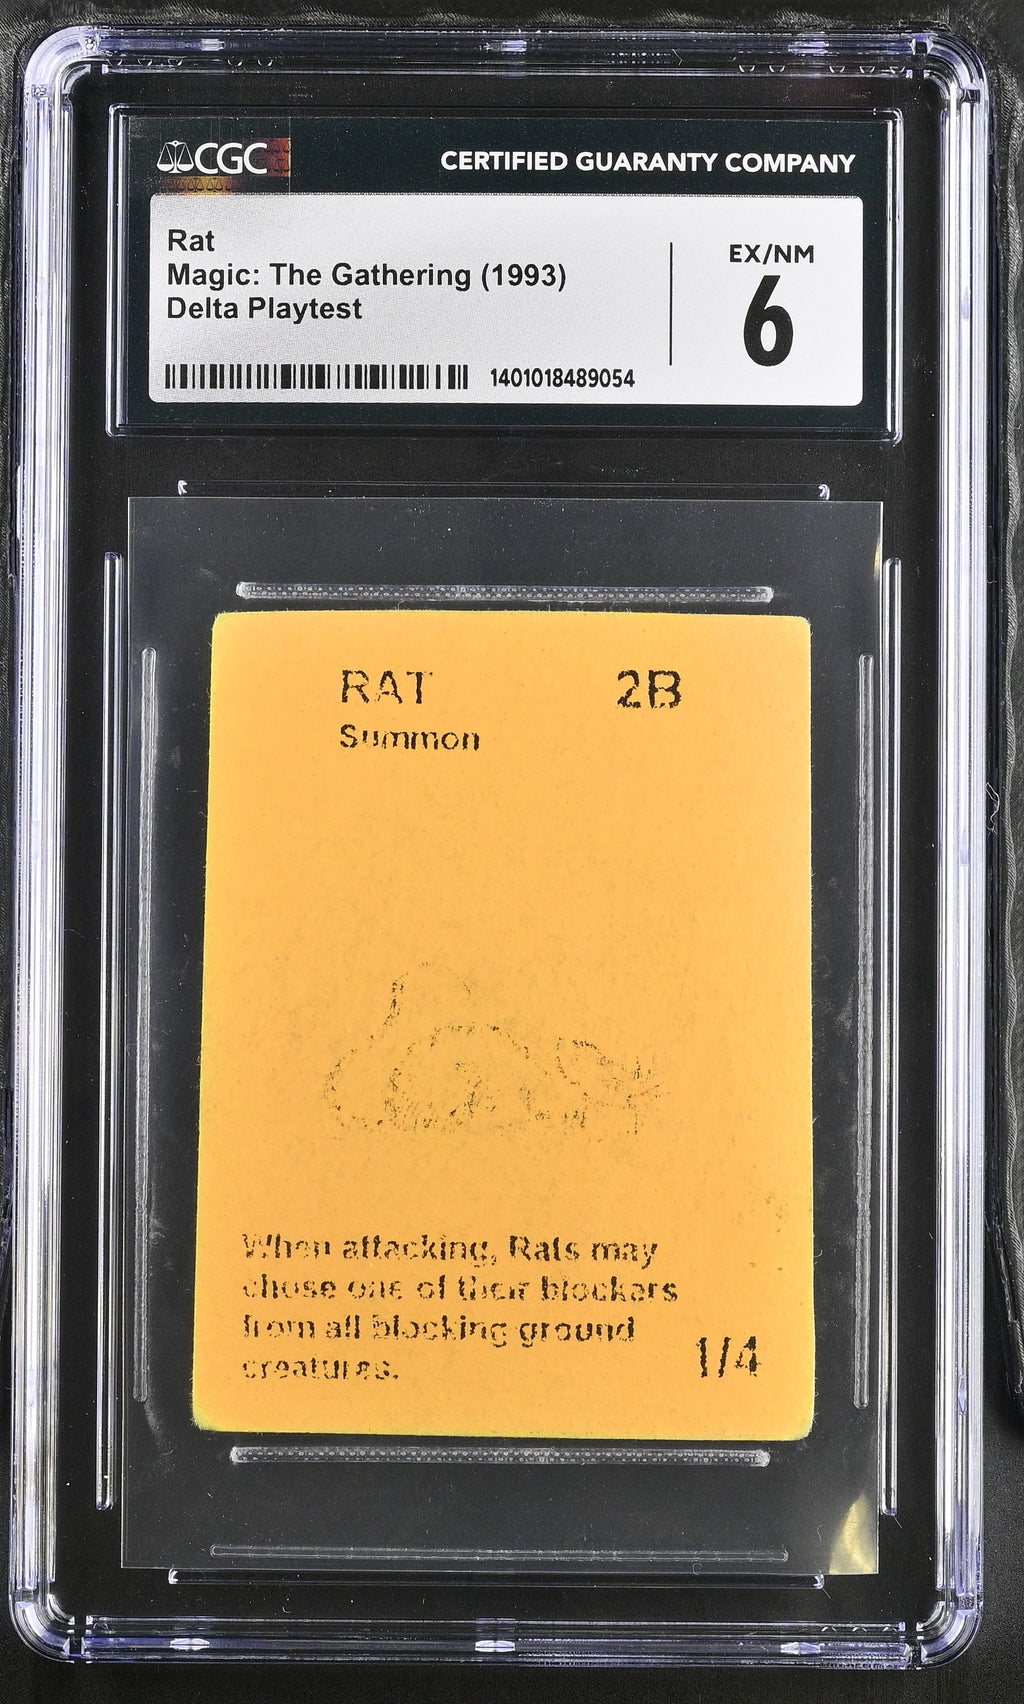 CGC
CERTIFIED GUARANTY COMPANY
Rat
Magic: The Gathering (1993)
Delta Playtest
EX/NM
6
1401018489054
RAT 2B
Summon
When attacking, Rats may
chose one of their blockers
from all blocking ground
creatures.
1/4